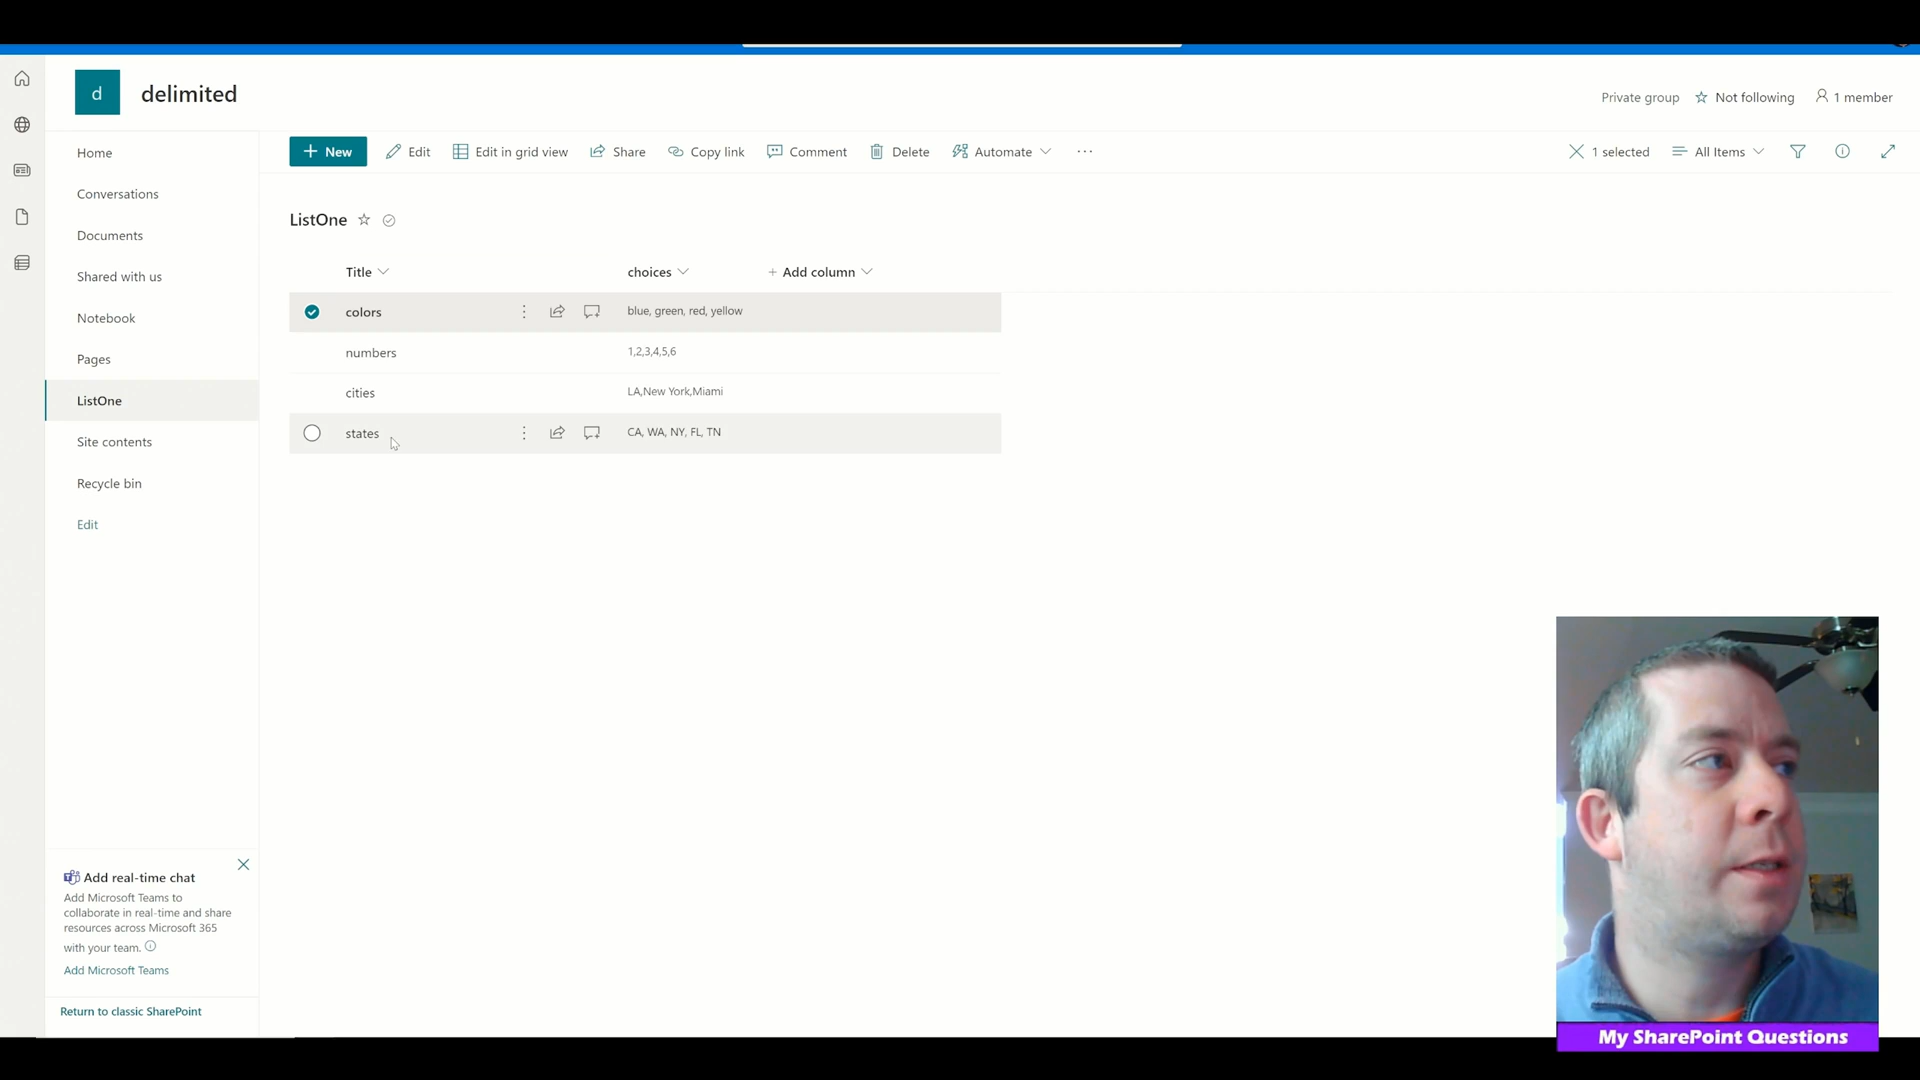 d
delimited
Private group
Not following
1 member
Home
Conversations
Documents
Shared with us
Notebook
Pages
ListOne
Site contents
Recycle bin
Edit
+ New
Edit
Edit in grid view
Share
Copy link
Comment
Delete
Automate
...
1 selected
All Items
ListOne
Title
choices
+ Add column
colors
blue, green, red, yellow
numbers
1,2,3,4,5,6
cities
LA,New York,Miami
states
CA, WA, NY, FL, TN
Add real-time chat
Add Microsoft Teams to
collaborate in real-time and share
resources across Microsoft 365
with your team.
Add Microsoft Teams
Return to classic SharePoint
My SharePoint Questions